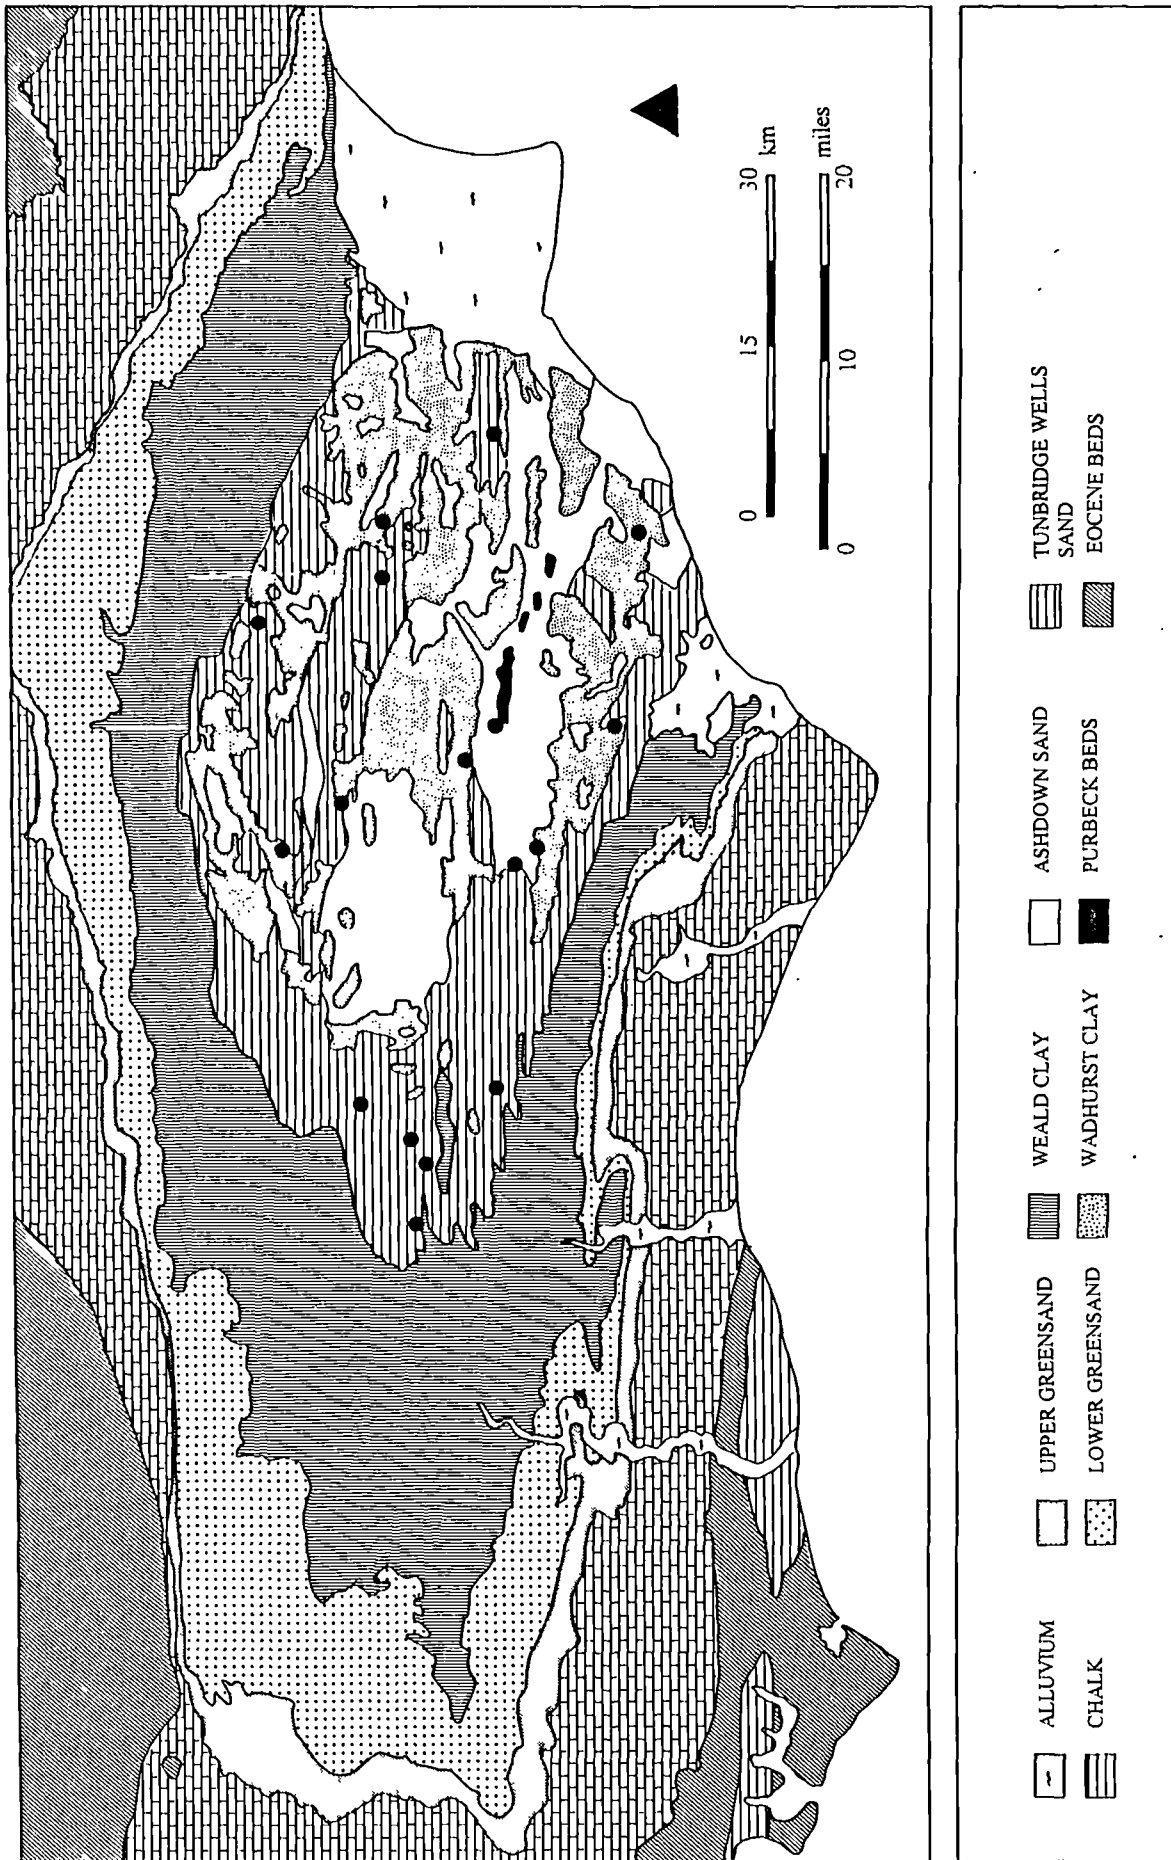 0 15 30 km
0 10 20 miles
ALLUVIUM
CHALK
UPPER GREENSAND
LOWER GREENSAND
WEALD CLAY
WADHURST CLAY
ASHDOWN SAND
PURBECK BEDS
TUNBRIDGE WELLS
SAND
EOCENE BEDS